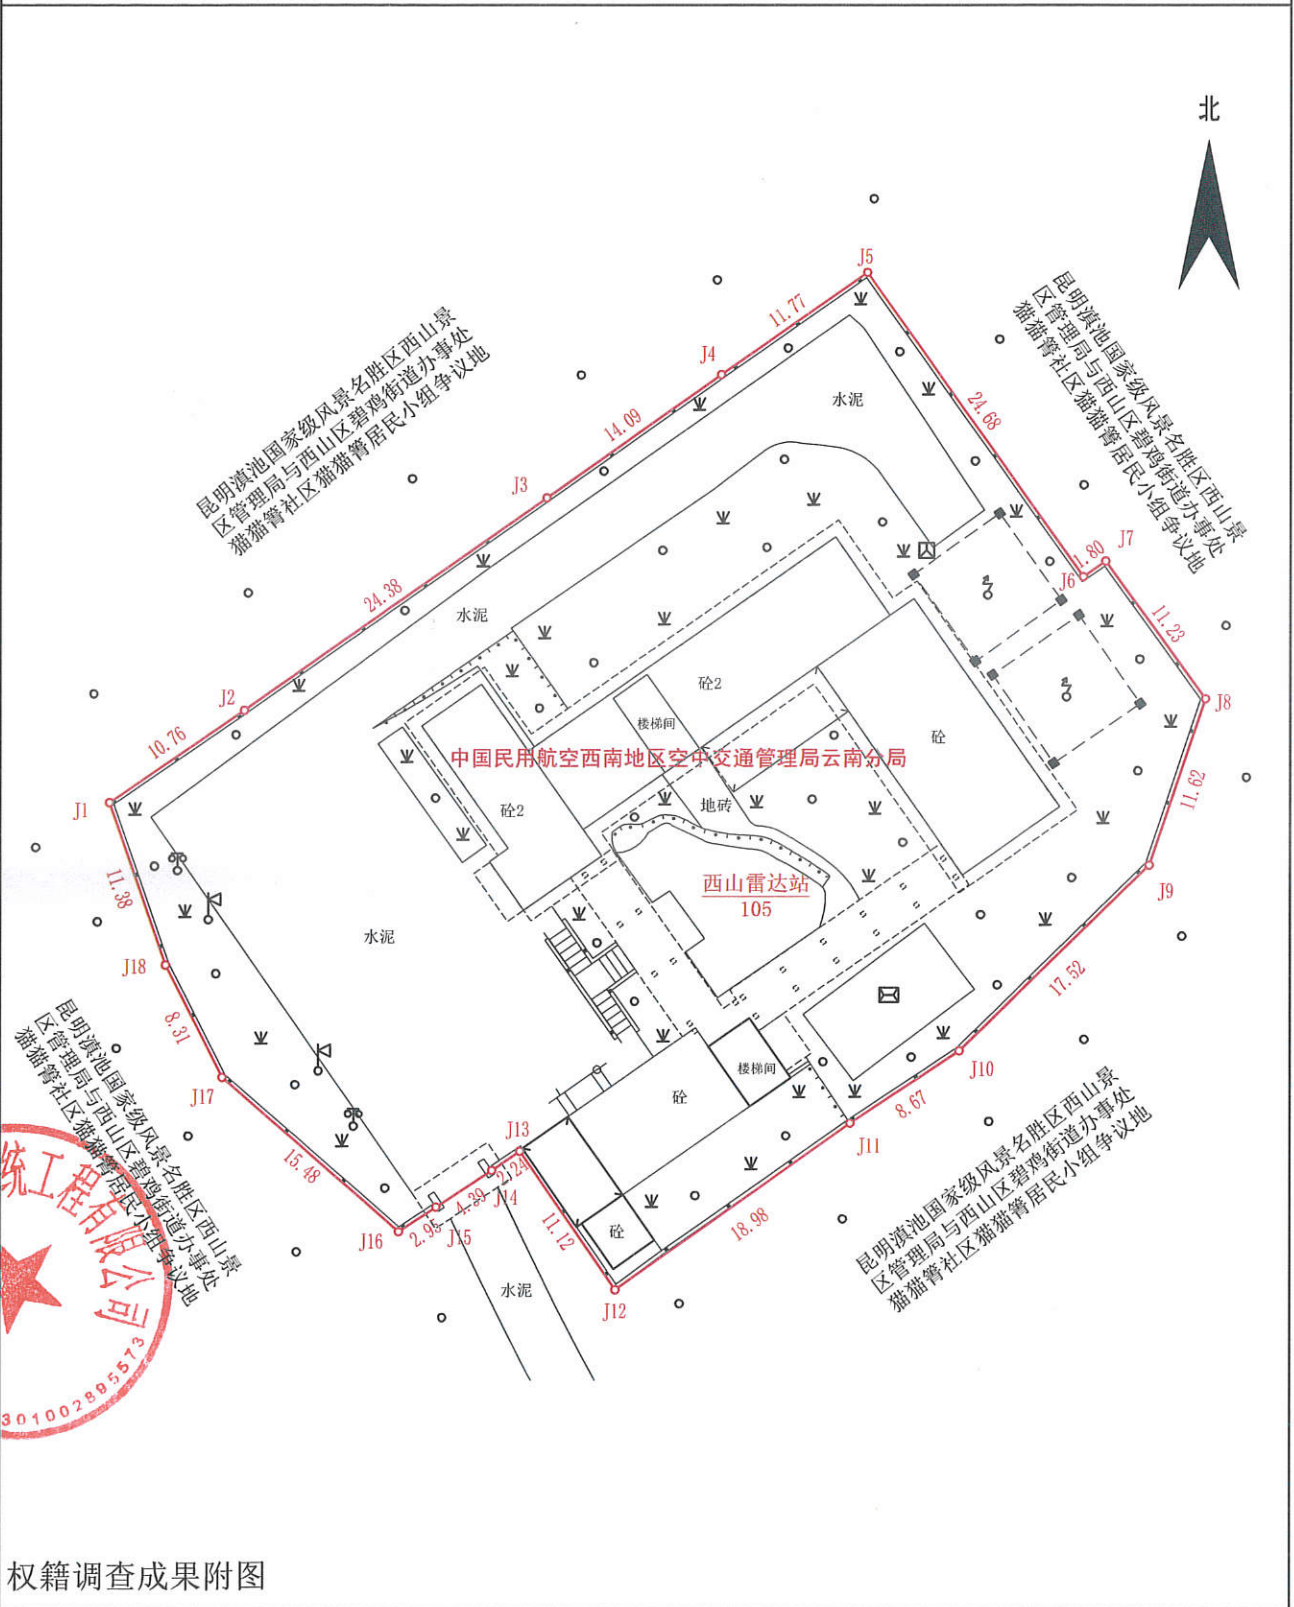 北
J5
11.77
J4
昆明滇池国家级风景名胜区西山景
区管理局与西山区碧鸡街道办事处
猫猫箐社区猫猫箐居民小组争议地
昆明滇池国家级风景名胜区西山景
区管理局与西山区碧鸡街道办事处
猫猫箐社区猫猫箐居民小组争议地
水泥
24.68
14.09
J3
J7
1.80
J6
24.38
水泥
11.23
砼2
J2
J8
楼梯间
10.76
砼
中国民用航空西南地区空中交通管理局云南分局
J1
11.62
地砖
砼2
11.38
西山雷达站
105
J9
水泥
J18
17.52
8.31
J17
昆明滇池国家级风景名胜区西山景
区管理局与西山区碧鸡街道办事处
猫猫箐社区猫猫箐居民小组争议地
楼梯间
J10
砼
8.67
J11
J13
2.24
J14
15.48
4.39
J15
2.95
J16
11.12
砼
18.98
昆明滇池国家级风景名胜区西山景
区管理局与西山区碧鸡街道办事处
猫猫箐社区猫猫箐居民小组争议地
水泥
J12
统工程有限公司
301002895573
权籍调查成果附图